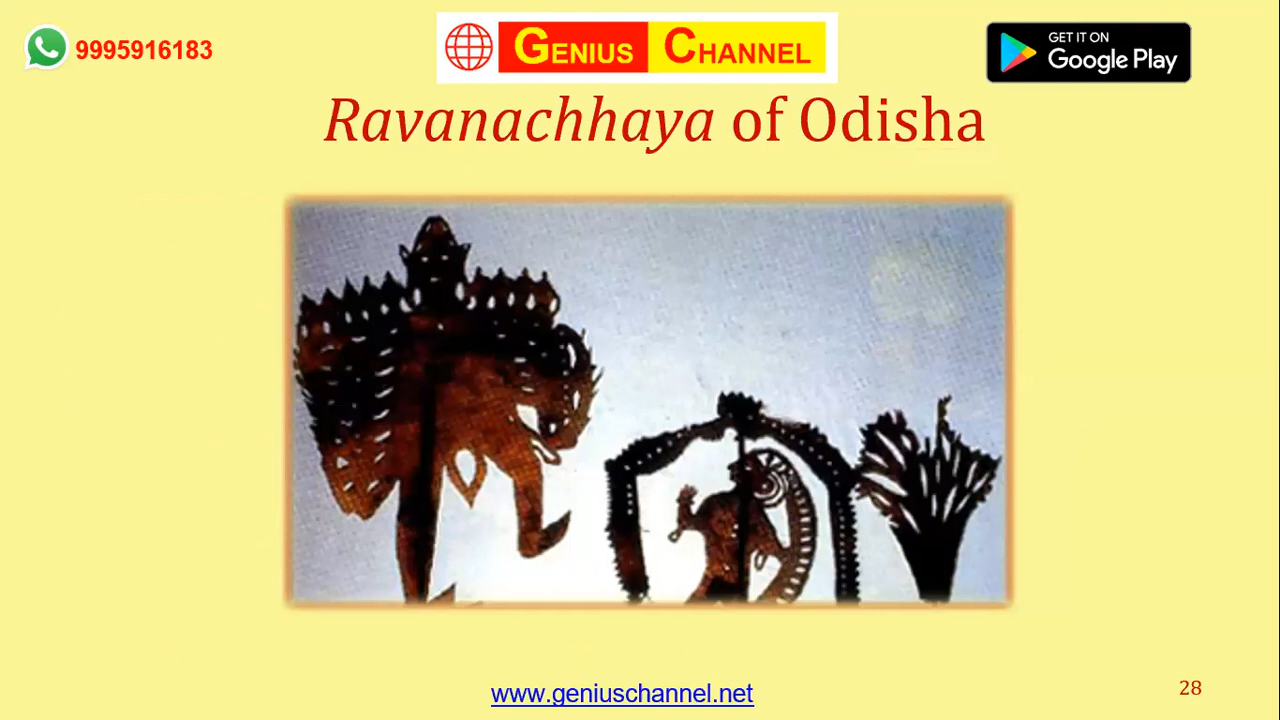 9995916183
GENIUS CHANNEL
GET IT ON
Google Play
Ravanachhaya of Odisha
www.geniuschannel.net
28